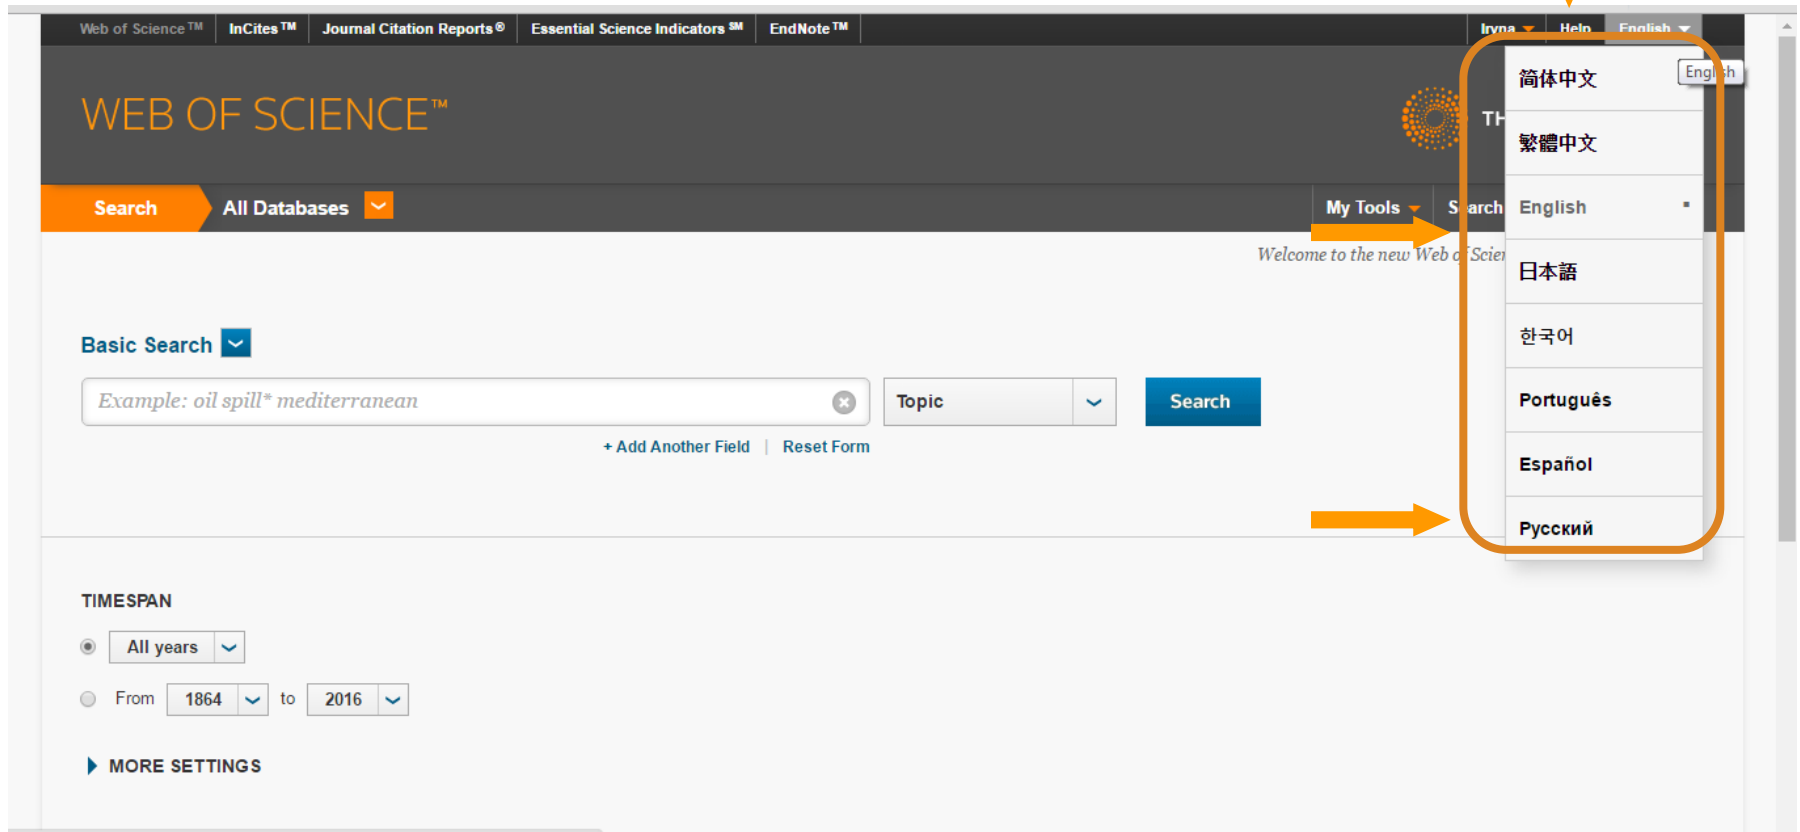 Web of Science™ InCites™ Journal Citation Reports® Essential Science Indicators℠ EndNote™ Iryna Help English
English
WEB OF SCIENCE™
TH
Search All Databases My Tools Search
Welcome to the new Web of Scien
简体中文
繁體中文
English
日本語
한국어
Português
Español
Русский
Basic Search
Example: oil spill* mediterranean Topic Search
+ Add Another Field | Reset Form
TIMESPAN
All years
From 1864 to 2016
MORE SETTINGS